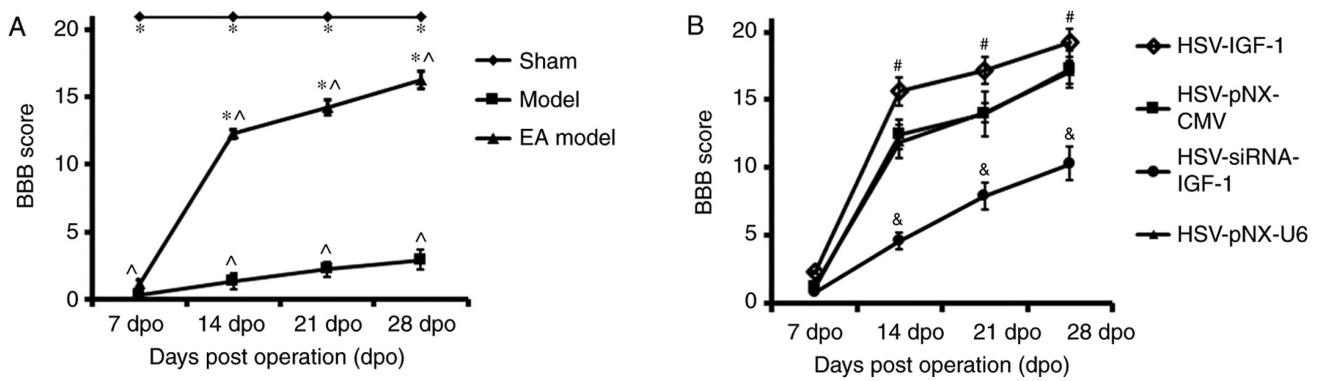 A
BBB score
20
15
10
5
0
* * * *
*^ *^ *^
^ ^ ^ ^
7 dpo 14 dpo 21 dpo 28 dpo
Days post operation (dpo)
Sham
Model
EA model
B
BBB score
20
15
10
5
0
# # #
& & &
7 dpo 14 dpo 21 dpo 28 dpo
Days post operation (dpo)
HSV-IGF-1
HSV-pNX-
CMV
HSV-siRNA-
IGF-1
HSV-pNX-U6